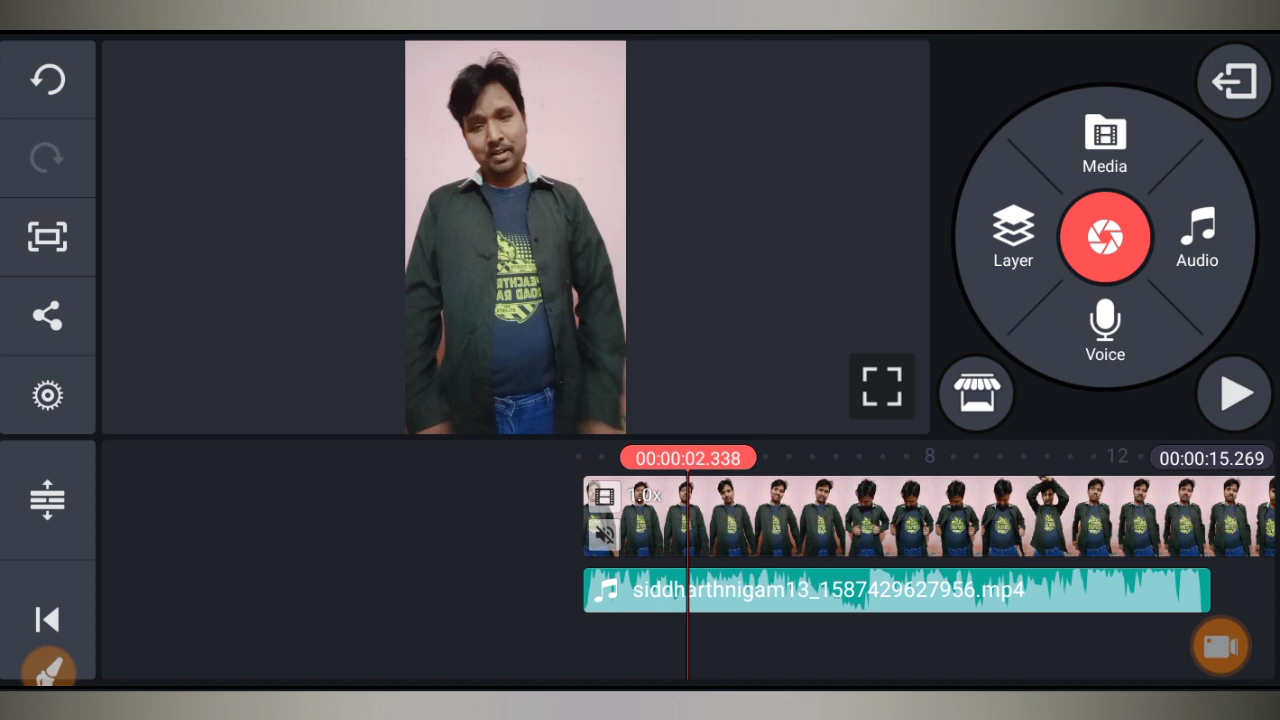 Media
Layer
Audio
Voice
00:00:02.338
8
12
00:00:15.269
1.0x
siddharthnigam13_1587429627956.mp4